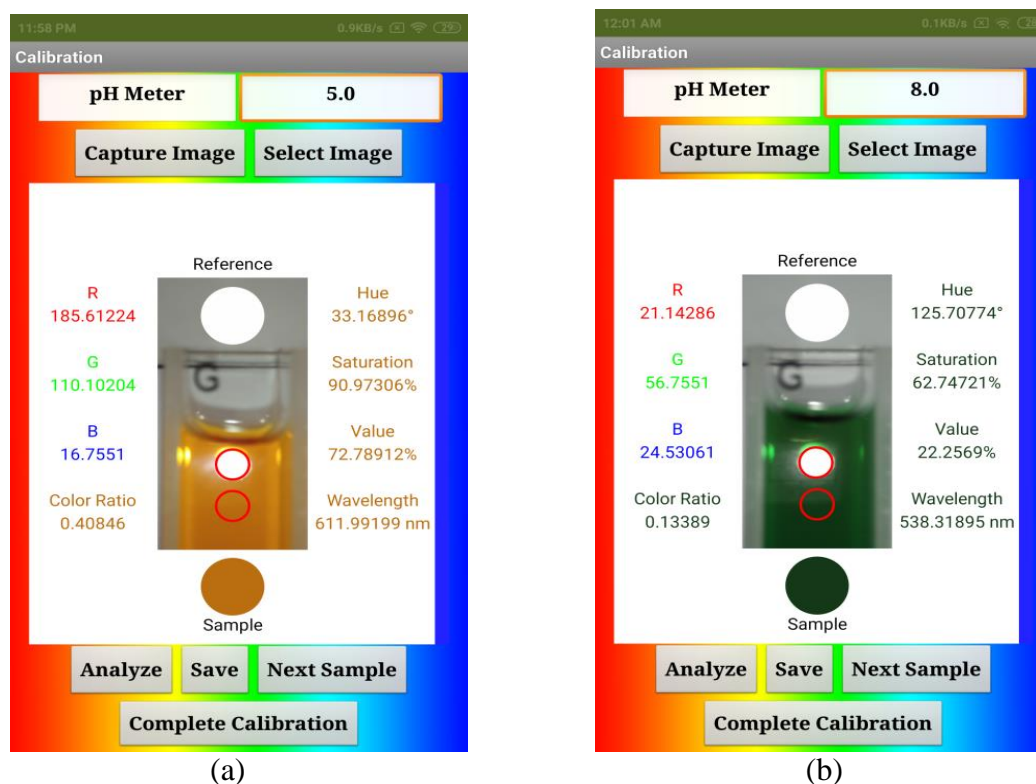 11:58 PM 0.9KB/s 29
Calibration
pH Meter 5.0
Capture Image Select Image
Reference
R
185.61224
Hue
33.16896°
G
110.10204
Saturation
90.97306%
G
B
16.7551
Value
72.78912%
Color Ratio
0.40846
Wavelength
611.99199 nm
Sample
Analyze Save Next Sample
Complete Calibration
(a)
12:01 AM 0.1KB/s
Calibration
pH Meter 8.0
Capture Image Select Image
Reference
R
21.14286
Hue
125.70774°
G
56.7551
Saturation
62.74721%
G
B
24.53061
Value
22.2569%
Color Ratio
0.13389
Wavelength
538.31895 nm
Sample
Analyze Save Next Sample
Complete Calibration
(b)